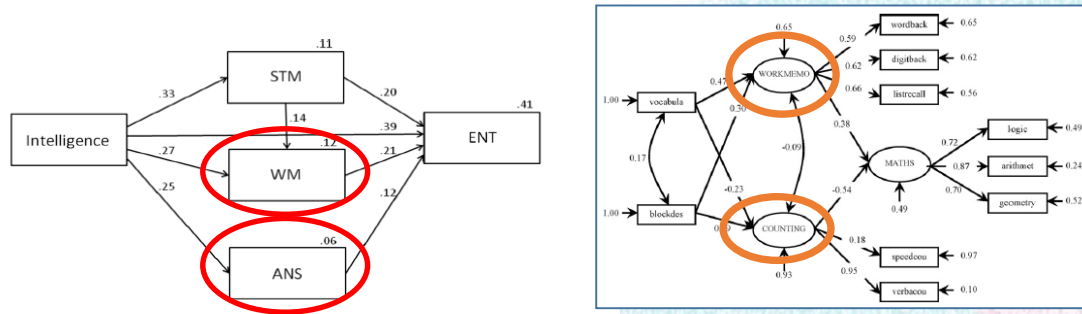 .11
STM
.33
.20
.41
.14
.39
Intelligence
ENT
.12
.27
WM
.21
.25
.12
.06
ANS
0.65
wordback
0.65
0.59
WORKMEMO
0.62
digitback
0.62
0.47
0.66
listrecall
0.56
1.00
vocabula
0.30
0.38
logic
0.49
0.72
0.17
-0.09
MATHS
0.87
arithmet
0.24
-0.23
-0.54
0.70
geometry
0.52
1.00
blockdes
0.49
COUNTING
0.18
speedcou
0.97
0.93
0.95
verbacou
0.10